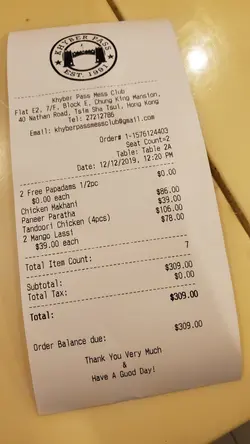 KHYBER PASS
EST. 1991
Khyber Pass Mess Club
Flat E2, 7/F. Block E, Chung King Mansion,
40 Nathan Road, Tsim Sha Tsui, Hong Kong
Tel: 27212786
Email: khyberpassmessclub@gmail.com
Order# 1-1576124403
Seat Count=2
Table: Table 2A
Date: 12/12/2019, 12:20 PM
2 Free Papadams 1/2pc $0.00
$0.00 each
Chicken Makhani $86.00
Paneer Paratha $39.00
Tandoori Chicken (4pcs) $106.00
2 Mango Lassi $78.00
$39.00 each
Total Item Count: 7
Subtotal: $309.00
Total Tax: $0.00
Total: $309.00
Order Balance due: $309.00
Thank You Very Much
&
Have A Good Day!